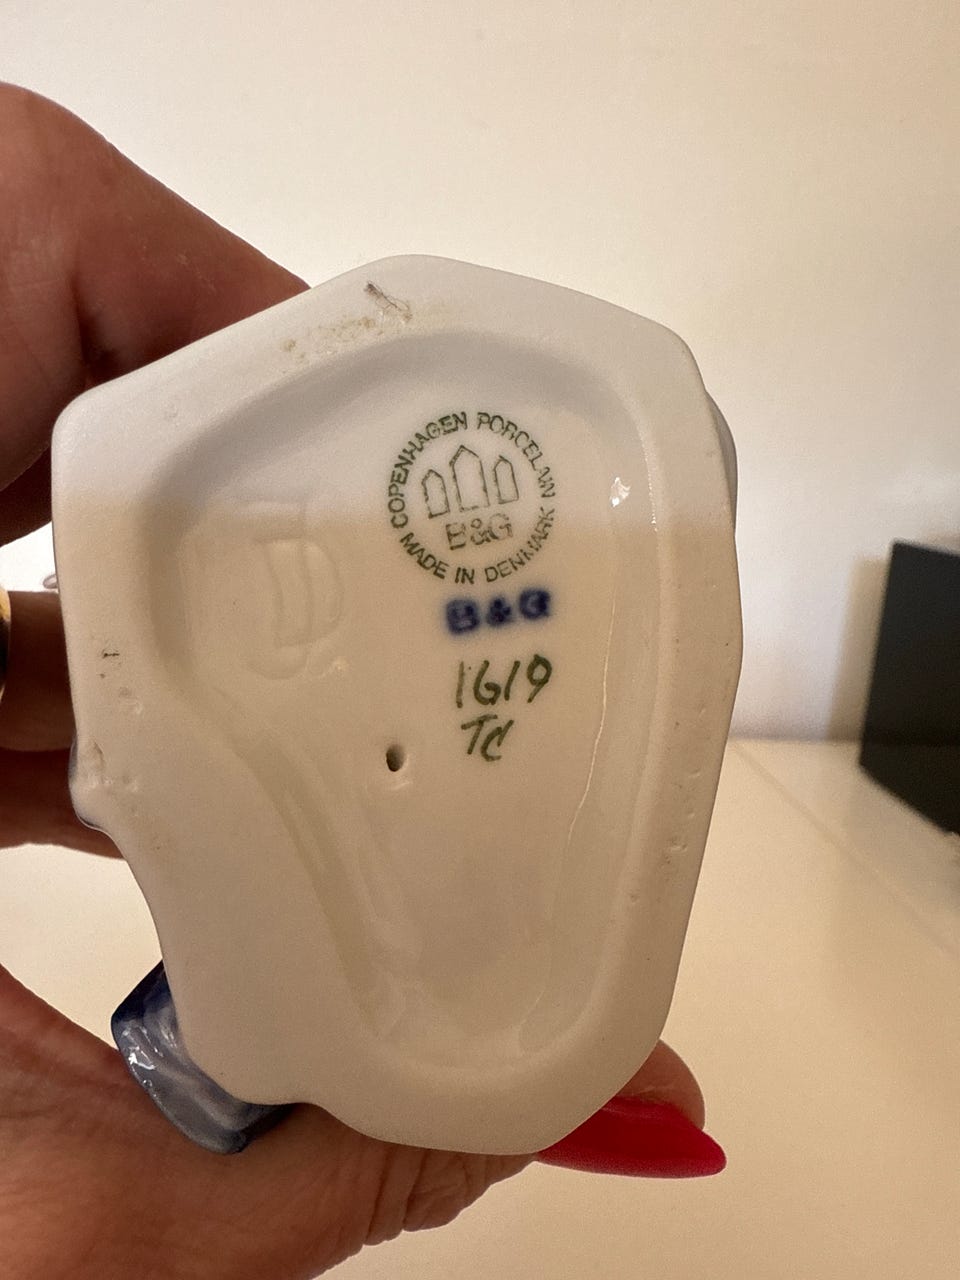 COPENHAGEN PORCELAIN
MADE IN DENMARK
B&G
B&G
1619
TC